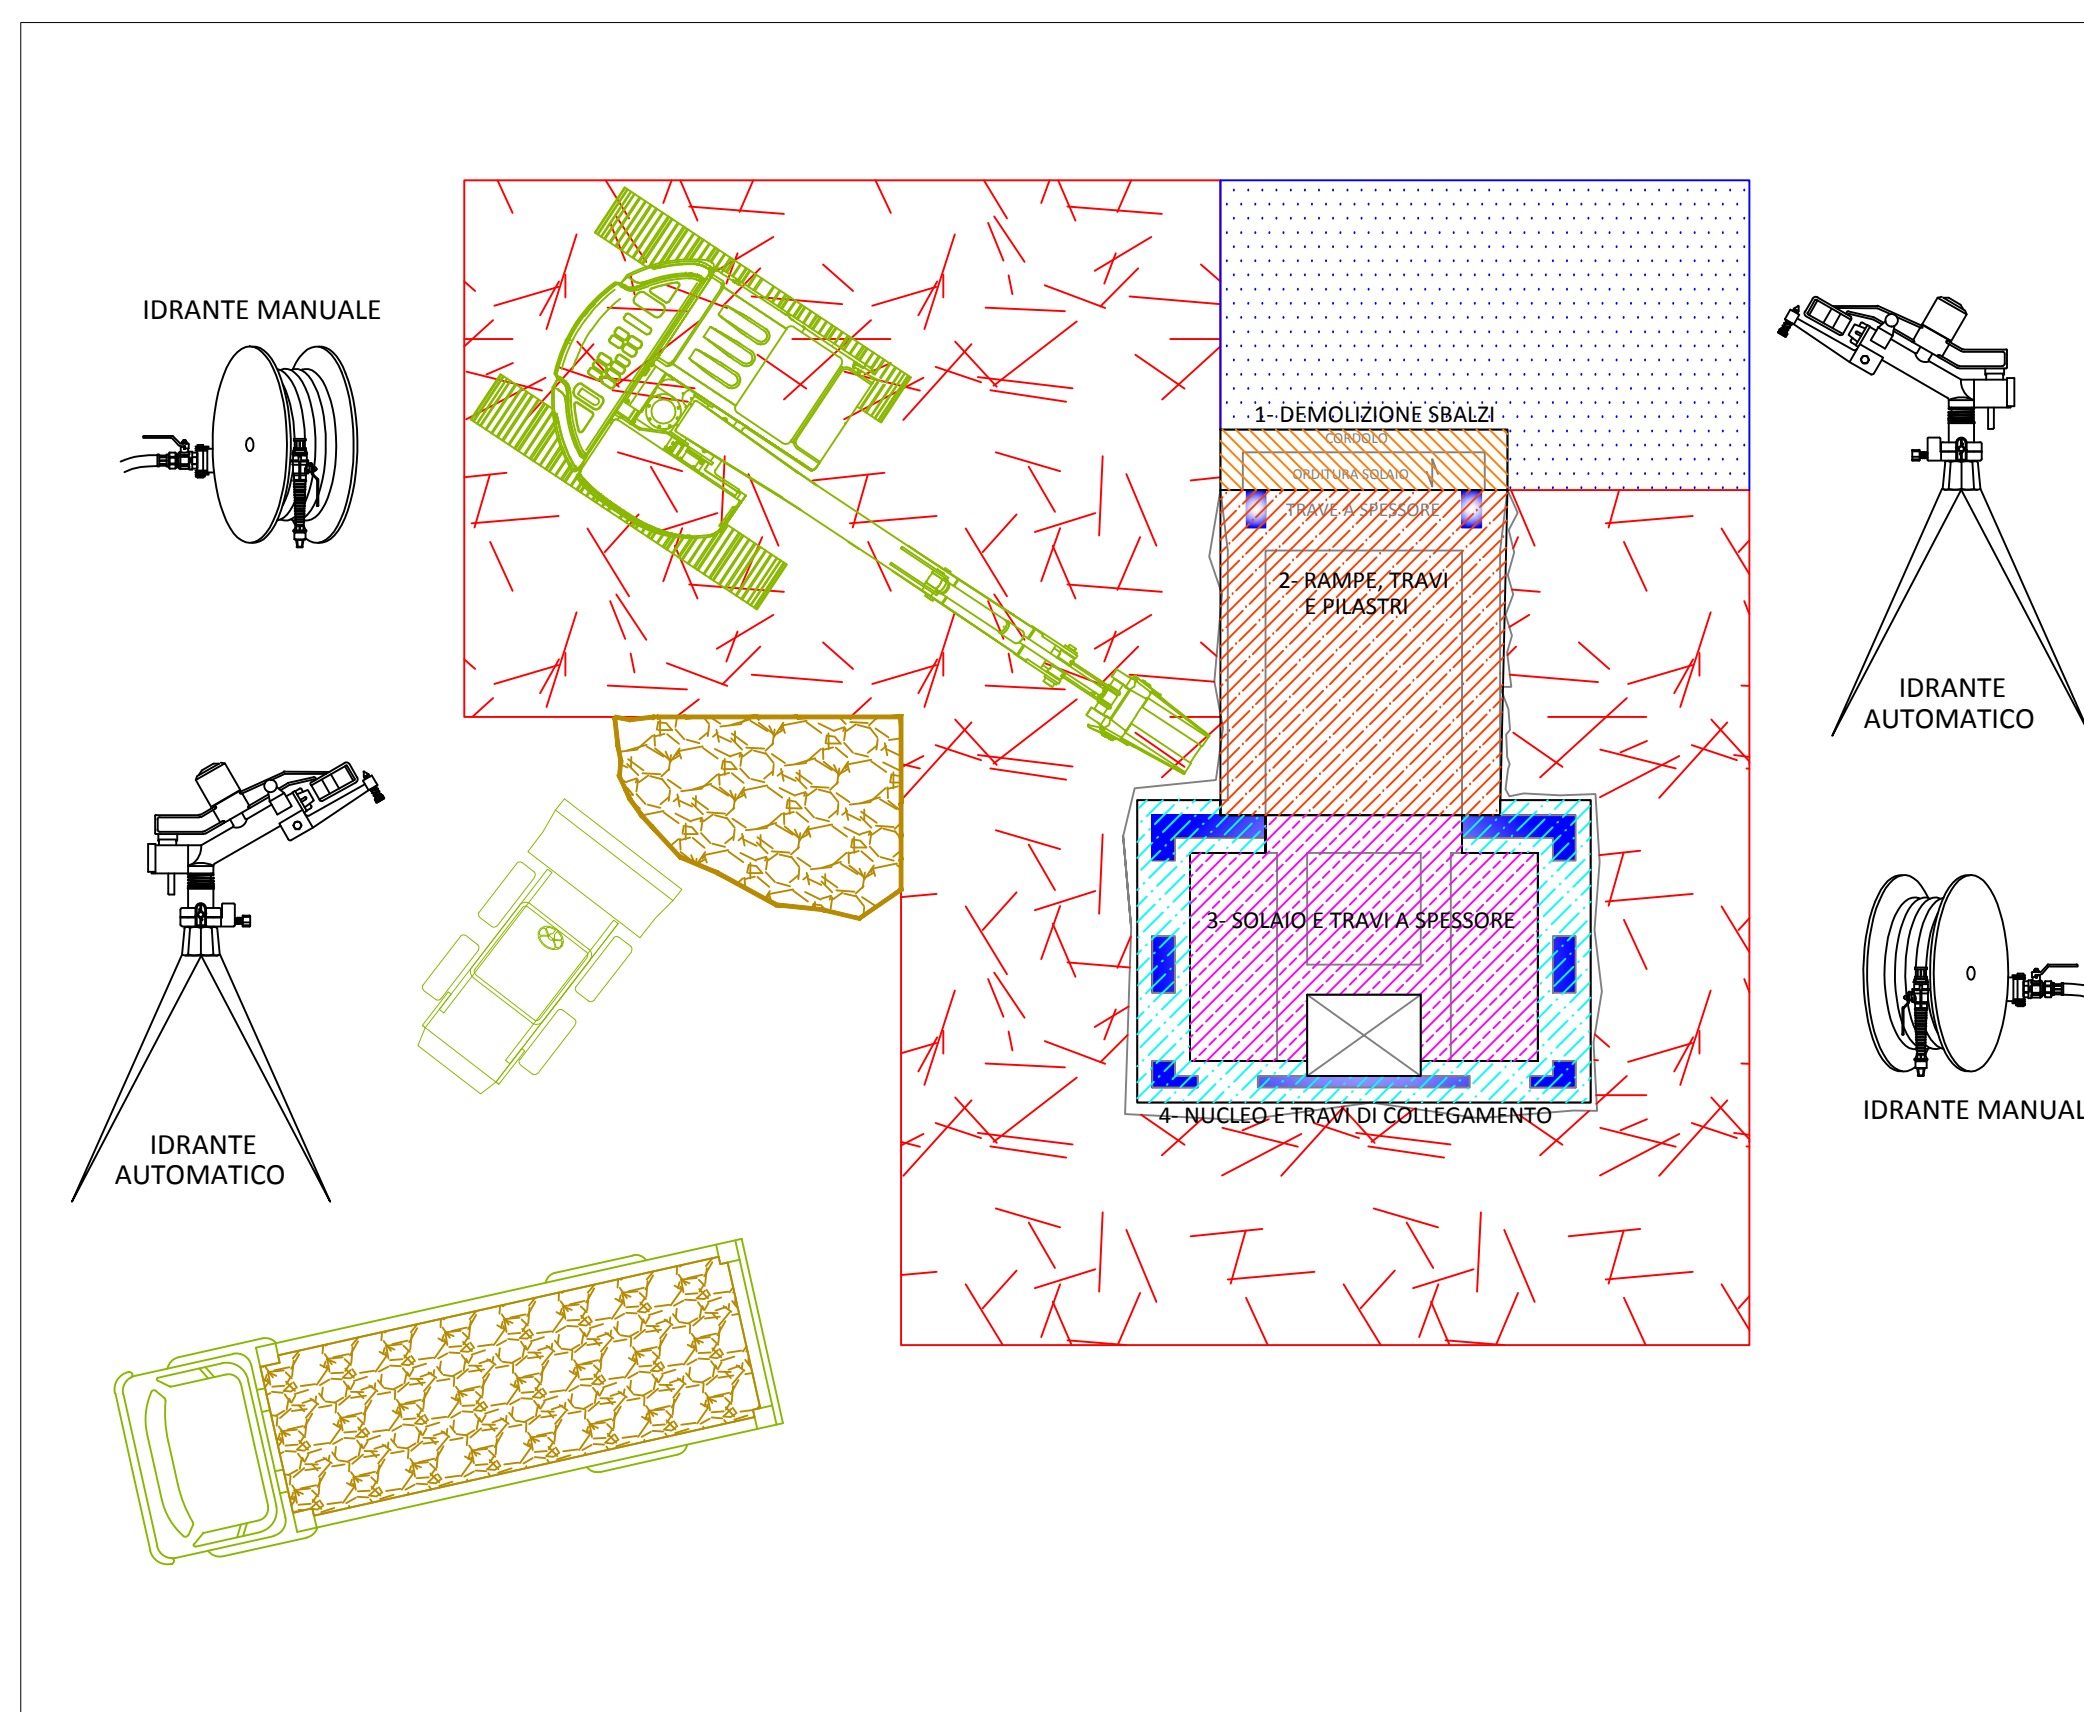 IDRANTE MANUALE
1- DEMOLIZIONE SBALZI
CORDOLO
ORDITURA SOLAIO
TRAVE A SPESSORE
2- RAMPE, TRAVI
E PILASTRI
IDRANTE
AUTOMATICO
3- SOLAIO E TRAVI A SPESSORE
4- NUCLEO E TRAVI DI COLLEGAMENTO
IDRANTE MANUAL
IDRANTE
AUTOMATICO